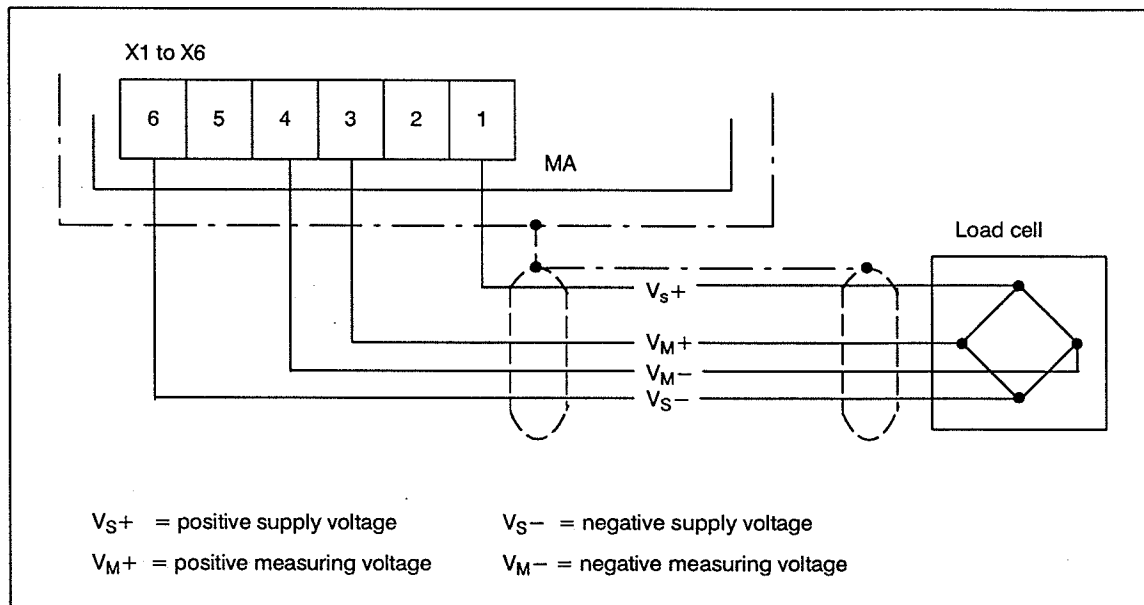 X1 to X6
6 5 4 3 2 1
MA
Load cell
Vs+
VM+
VM−
VS−
VS+ = positive supply voltage
VS− = negative supply voltage
VM+ = positive measuring voltage
VM− = negative measuring voltage